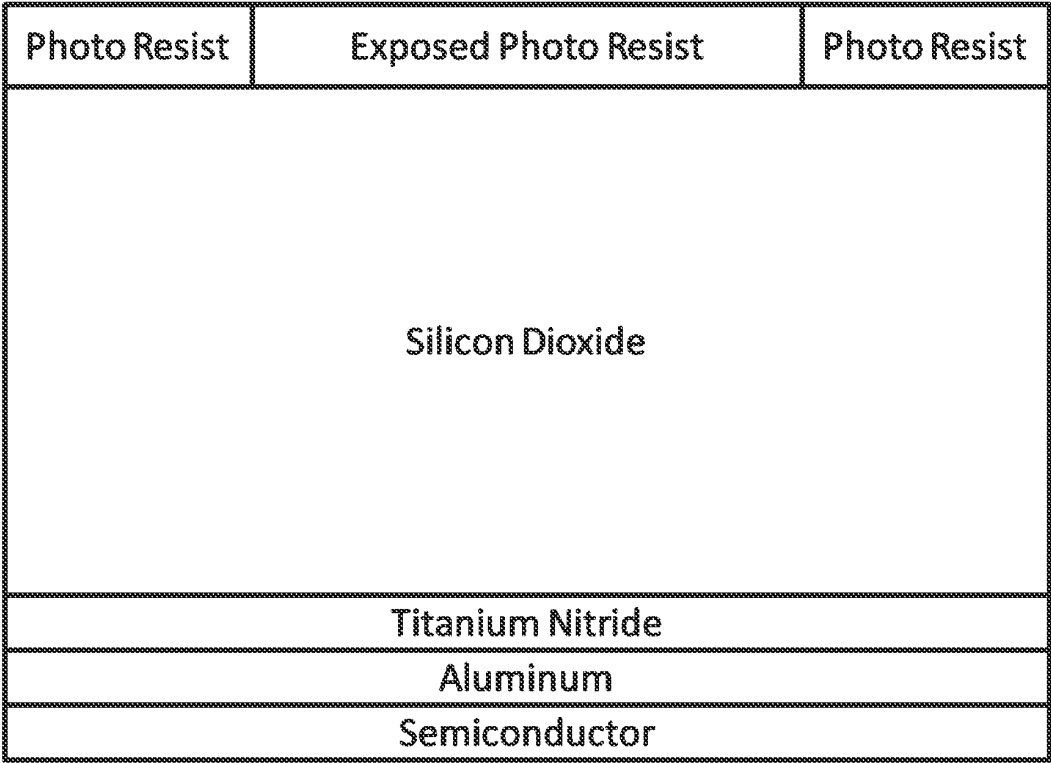 Photo Resist Exposed Photo Resist Photo Resist
Silicon Dioxide
Titanium Nitride
Aluminum
Semiconductor